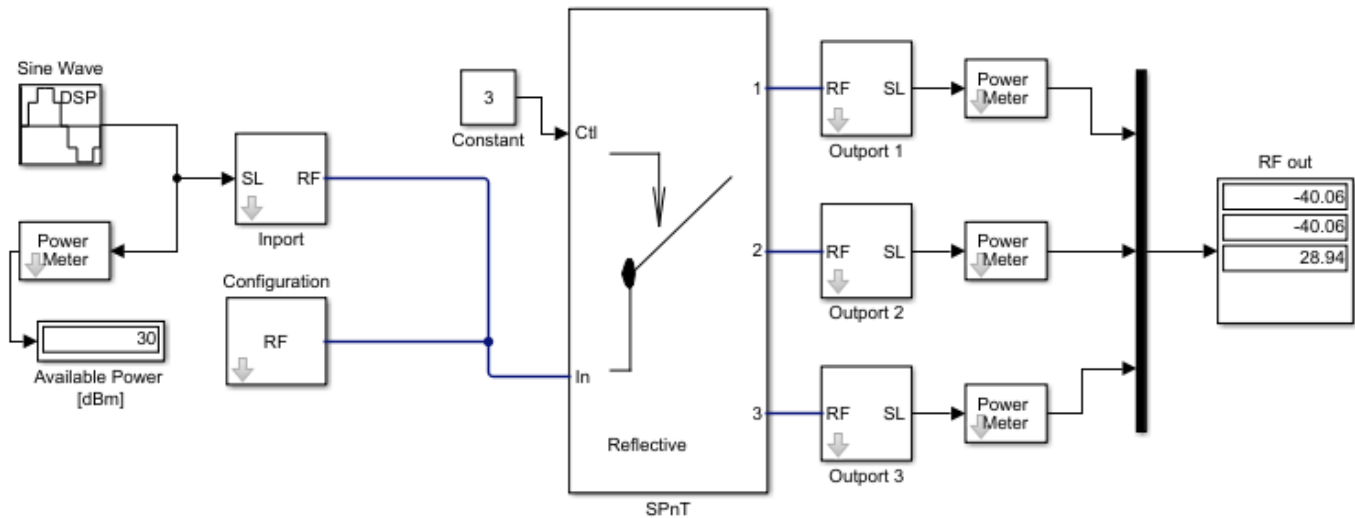 Sine Wave
DSP
SL RF
Inport
Power
Meter
30
Available Power
[dBm]
Configuration
RF
3
Constant
Ctl
In
Reflective
SPnT
1
2
3
RF SL
Outport 1
Power
Meter
RF SL
Outport 2
Power
Meter
RF SL
Outport 3
Power
Meter
RF out
-40.06
-40.06
28.94